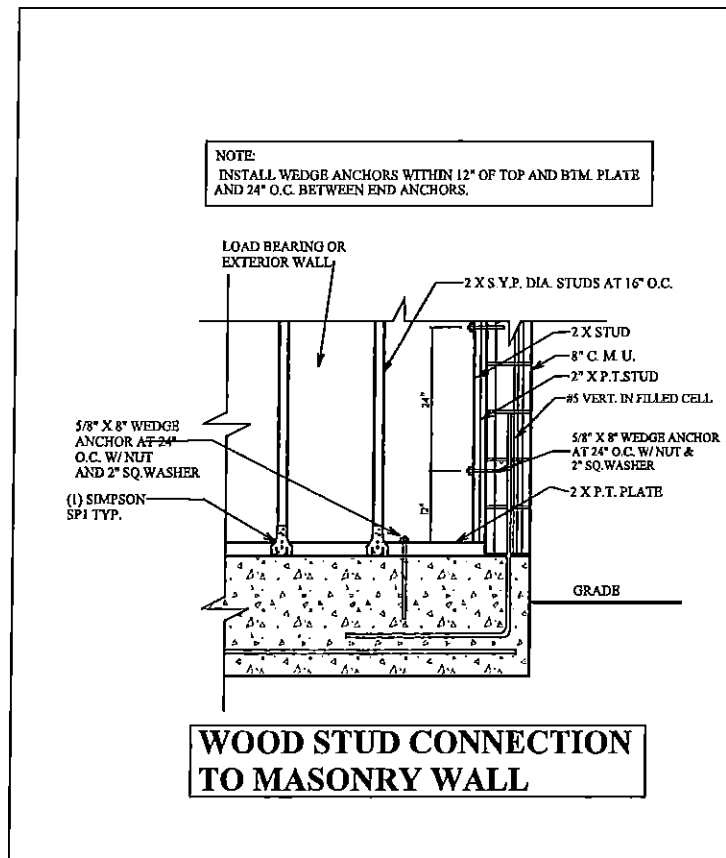 NOTE:
INSTALL WEDGE ANCHORS WITHIN 12" OF TOP AND BTM. PLATE
AND 24" O.C. BETWEEN END ANCHORS.
LOAD BEARING OR
EXTERIOR WALL
2 X S.Y.P. DIA. STUDS AT 16" O.C.
2 X STUD
8" C. M. U.
2" X P.T.STUD
#5 VERT. IN FILLED CELL
24"
5/8" X 8" WEDGE
ANCHOR AT 24"
O.C. W/ NUT
AND 2" SQ.WASHER
5/8" X 8" WEDGE ANCHOR
AT 24" O.C. W/ NUT &
2" SQ.WASHER
(1) SIMPSON
SP1 TYP.
12"
2 X P.T. PLATE
GRADE
WOOD STUD CONNECTION
TO MASONRY WALL